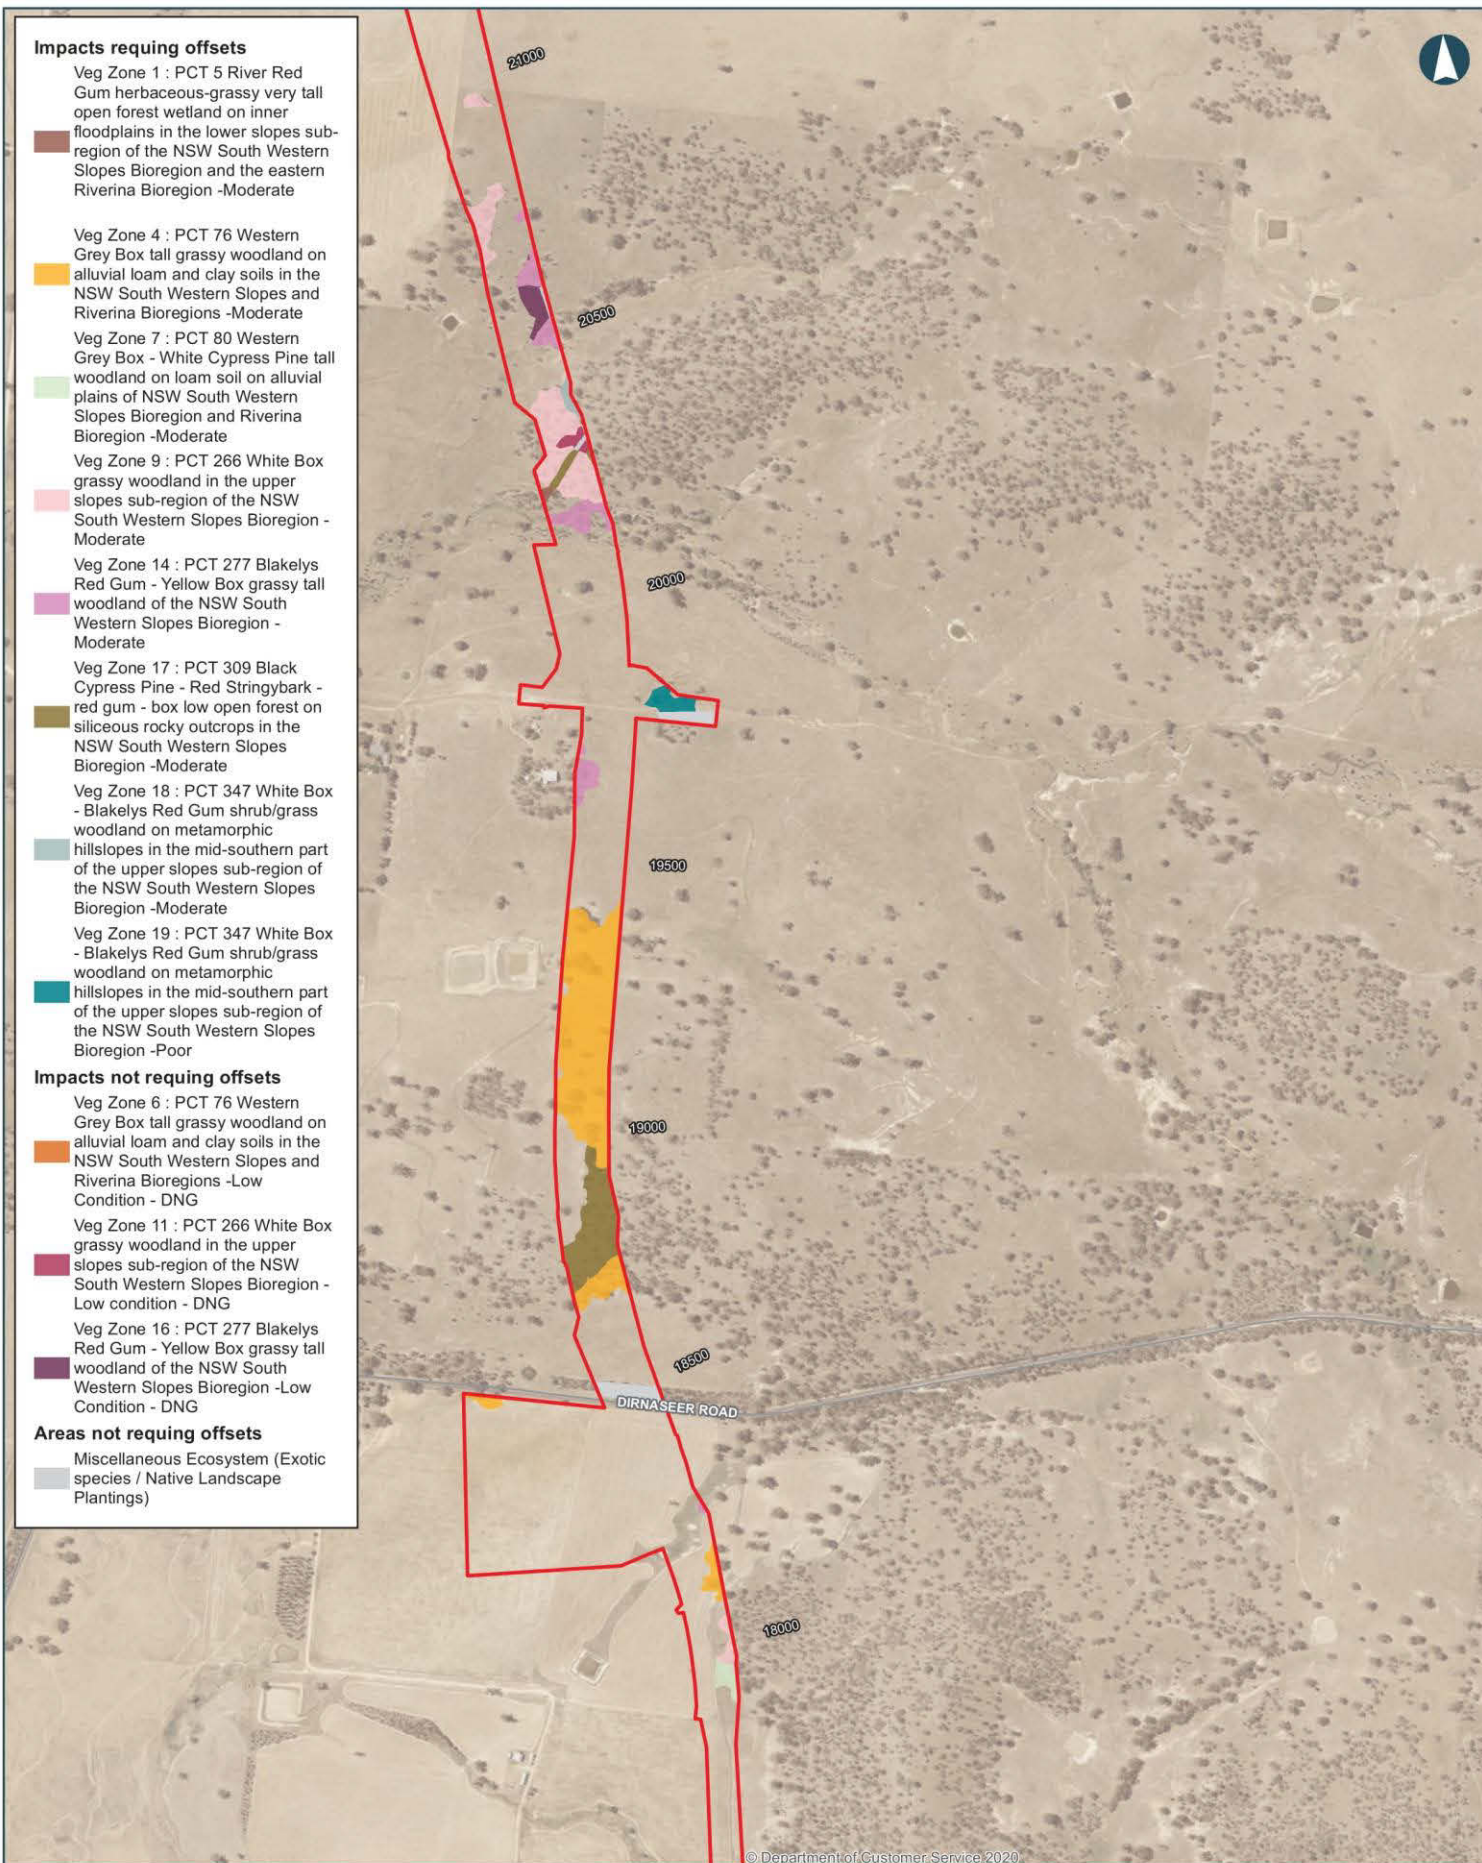 Impacts requing offsets
Veg Zone 1 : PCT 5 River Red
Gum herbaceous-grassy very tall
open forest wetland on inner
floodplains in the lower slopes sub-
region of the NSW South Western
Slopes Bioregion and the eastern
Riverina Bioregion -Moderate
Veg Zone 4 : PCT 76 Western
Grey Box tall grassy woodland on
alluvial loam and clay soils in the
NSW South Western Slopes and
Riverina Bioregions -Moderate
Veg Zone 7 : PCT 80 Western
Grey Box - White Cypress Pine tall
woodland on loam soil on alluvial
plains of NSW South Western
Slopes Bioregion and Riverina
Bioregion -Moderate
Veg Zone 9 : PCT 266 White Box
grassy woodland in the upper
slopes sub-region of the NSW
South Western Slopes Bioregion -
Moderate
Veg Zone 14 : PCT 277 Blakelys
Red Gum - Yellow Box grassy tall
woodland of the NSW South
Western Slopes Bioregion -
Moderate
Veg Zone 17 : PCT 309 Black
Cypress Pine - Red Stringybark -
red gum - box low open forest on
siliceous rocky outcrops in the
NSW South Western Slopes
Bioregion -Moderate
Veg Zone 18 : PCT 347 White Box
- Blakelys Red Gum shrub/grass
woodland on metamorphic
hillslopes in the mid-southern part
of the upper slopes sub-region of
the NSW South Western Slopes
Bioregion -Moderate
Veg Zone 19 : PCT 347 White Box
- Blakelys Red Gum shrub/grass
woodland on metamorphic
hillslopes in the mid-southern part
of the upper slopes sub-region of
the NSW South Western Slopes
Bioregion -Poor
Impacts not requing offsets
Veg Zone 6 : PCT 76 Western
Grey Box tall grassy woodland on
alluvial loam and clay soils in the
NSW South Western Slopes and
Riverina Bioregions -Low
Condition - DNG
Veg Zone 11 : PCT 266 White Box
grassy woodland in the upper
slopes sub-region of the NSW
South Western Slopes Bioregion -
Low condition - DNG
Veg Zone 16 : PCT 277 Blakelys
Red Gum - Yellow Box grassy tall
woodland of the NSW South
Western Slopes Bioregion -Low
Condition - DNG
Areas not requing offsets
Miscellaneous Ecosystem (Exotic
species / Native Landscape
Plantings)
21000
20500
20000
19500
19000
18500
DIRNASEER ROAD
18000
© Department of Customer Service 2020